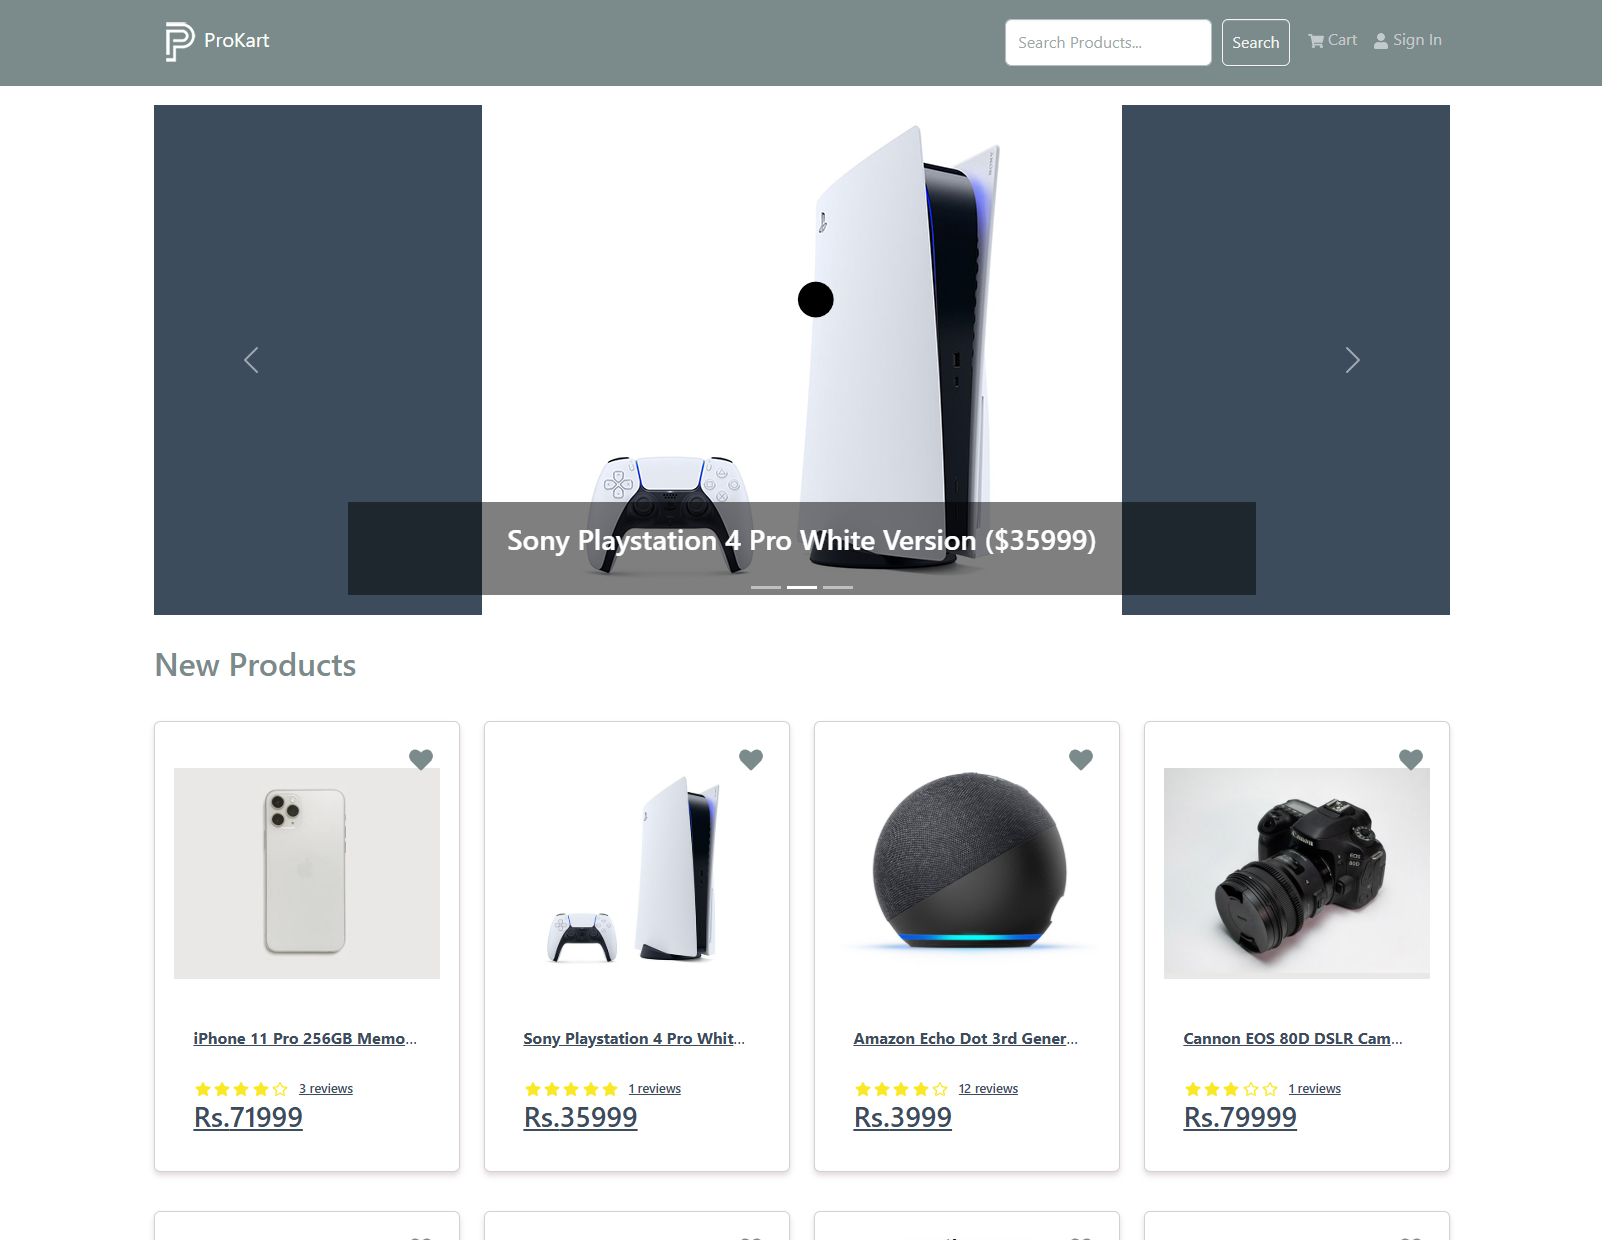 ProKart
Search Products...
Search
Cart
Sign In
Sony Playstation 4 Pro White Version ($35999)
New Products
iPhone 11 Pro 256GB Memo...
3 reviews
Rs.71999
Sony Playstation 4 Pro Whit...
1 reviews
Rs.35999
Amazon Echo Dot 3rd Gener...
12 reviews
Rs.3999
Cannon EOS 80D DSLR Cam...
1 reviews
Rs.79999